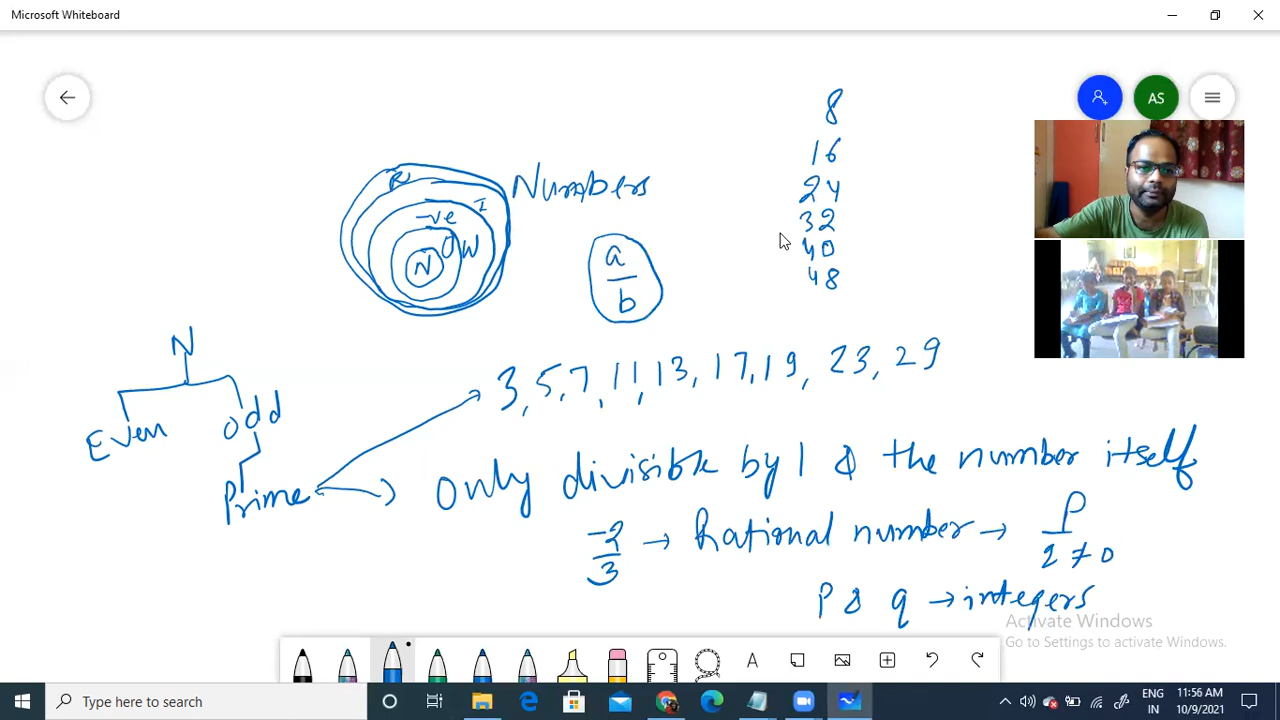 Microsoft Whiteboard
AS
8
16
24
32
40
48
R
I
-ve
0 W
N
Numbers
a
b
N
Even Odd
Prime
3, 5, 7, 11, 13, 17, 19, 23, 29
Only divisible by 1 & the number itself
-2
3
→ Rational number →
P
2 ≠ 0
P & q → integers
Activate Windows
Go to Settings to activate Windows.
A
Type here to search
ENG
IN
11:56 AM
10/9/2021